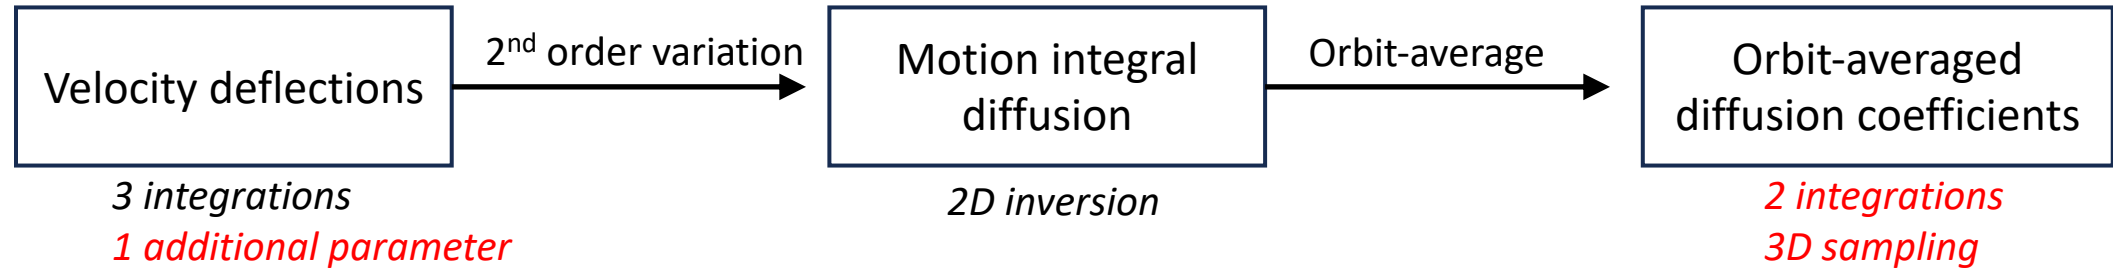 Velocity deflections
3 integrations
1 additional parameter
2nd order variation
Motion integral
diffusion
2D inversion
Orbit-average
Orbit-averaged
diffusion coefficients
2 integrations
3D sampling